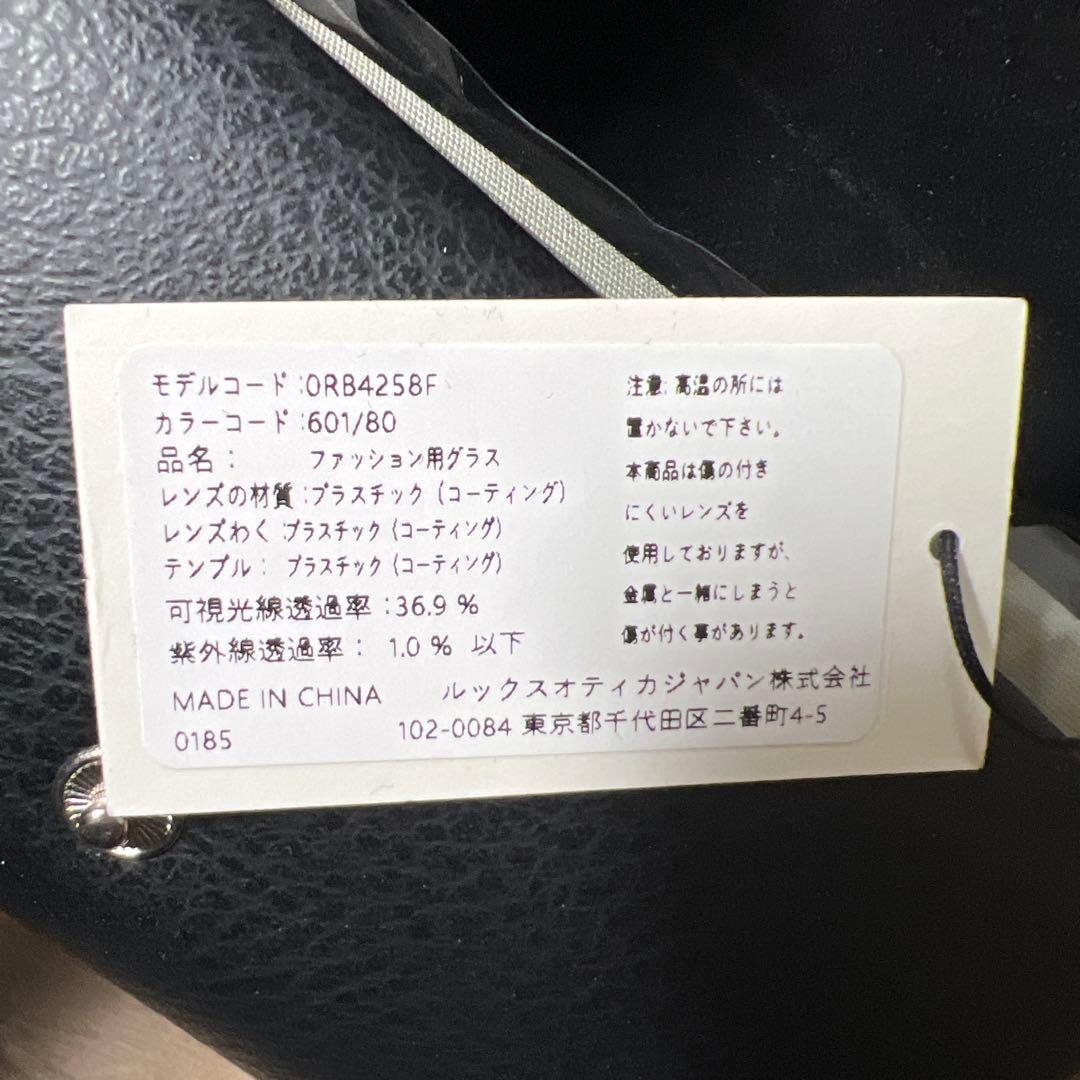 モデルコード:0RB4258F
カラーコード:601/80
品名: ファッション用グラス
レンズの材質:プラスチック(コーティング)
レンズわく:プラスチック(コーティング)
テンプル: プラスチック(コーティング)
可視光線透過率:36.9 %
紫外線透過率: 1.0 % 以下
注意:高温の所には
置かないで下さい。
本商品は傷の付き
にくいレンズを
使用しておりますが、
金属と一緒にしまうと
傷が付く事があります。
MADE IN CHINA ルックスオティカジャパン株式会社
0185 102-0084 東京都千代田区二番町4-5